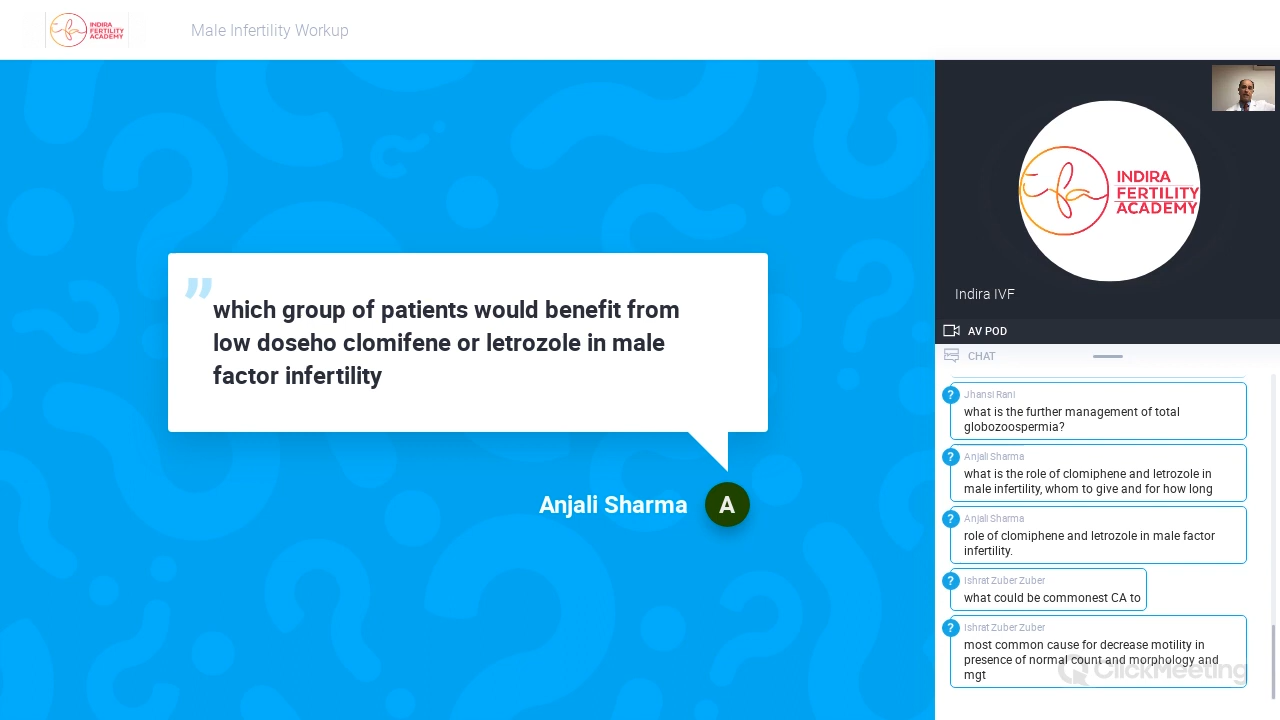 INDIRA
FERTILITY
ACADEMY
Male Infertility Workup
”
which group of patients would benefit from
low doseho clomifene or letrozole in male
factor infertility
Anjali Sharma
A
INDIRA
FERTILITY
ACADEMY
Indira IVF
AV POD
CHAT
?
Jhansi Rani
what is the further management of total
globozoospermia?
?
Anjali Sharma
what is the role of clomiphene and letrozole in
male infertility, whom to give and for how long
?
Anjali Sharma
role of clomiphene and letrozole in male factor
infertility.
?
Ishrat Zuber Zuber
what could be commonest CA to
?
Ishrat Zuber Zuber
most common cause for decrease motility in
presence of normal count and morphology and
mgt
ClickMeeting